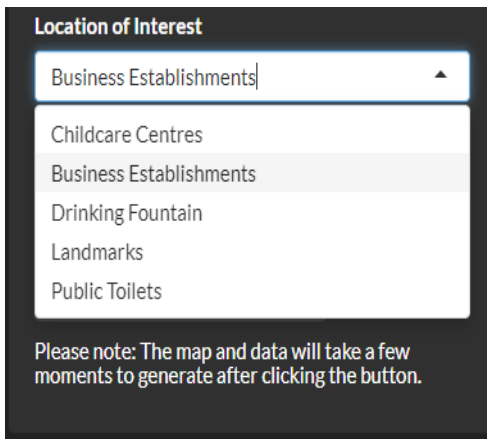 Location of Interest
Business Establishments
Childcare Centres
Business Establishments
Drinking Fountain
Landmarks
Public Toilets
Please note: The map and data will take a few
moments to generate after clicking the button.